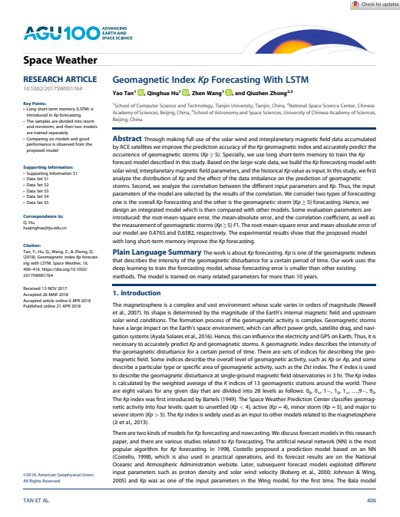 Check for updates
AGU100 ADVANCING
EARTH AND
SPACE SCIENCE
Space Weather
RESEARCH ARTICLE
10.1002/2017SW001764
Key Points:
• Long short-term memory (LSTM) is
introduced in Kp forecasting
• The samples are divided into storm
and nonstorm, and then two models
are trained separately
• Comparing six models and good
performance is observed from the
proposed model
Supporting Information:
• Supporting Information S1
• Data Set S1
• Data Set S2
• Data Set S3
• Data Set S4
• Data Set S5
Correspondence to:
Q. Hu,
huqinghua@tju.edu.cn
Citation:
Tan, Y., Hu, Q., Wang, Z., & Zhong, Q.
(2018). Geomagnetic index Kp forecast-
ing with LSTM. Space Weather, 16,
406–416. https://doi.org/10.1002/
2017SW001764
Received 13 NOV 2017
Accepted 26 MAR 2018
Accepted article online 6 APR 2018
Published online 21 APR 2018
©2018. American Geophysical Union.
All Rights Reserved.
Geomagnetic Index Kp Forecasting With LSTM
Yao Tan1, Qinghua Hu1, Zhen Wang1, and Qiuzhen Zhong2,3
1School of Computer Science and Technology, Tianjin University, Tianjin, China, 2National Space Science Center, Chinese
Academy of Sciences, Beijing, China, 3School of Astronomy and Space Sciences, University of Chinese Academy of Sciences,
Beijing, China
Abstract Through making full use of the solar wind and interplanetary magnetic field data accumulated
by ACE satellites we improve the prediction accuracy of the Kp geomagnetic index and accurately predict the
occurrence of geomagnetic storms (Kp ≥ 5). Specially, we use long short-term memory to train the Kp
forecast model described in this study. Based on the large-scale data, we build the Kp forecasting model with
solar wind, interplanetary magnetic field parameters, and the historical Kp value as input. In this study, we first
analyze the distribution of Kp and the effect of the data imbalance on the prediction of geomagnetic
storms. Second, we analyze the correlation between the different input parameters and Kp. Thus, the input
parameters of the model are selected by the results of the correlation. We consider two types of forecasting:
one is the overall Kp forecasting and the other is the geomagnetic storm (Kp ≥ 5) forecasting. Hence, we
design an integrated model which is then compared with other models. Some evaluation parameters are
introduced: the root-mean-square error, the mean-absolute error, and the correlation coefficient, as well as
the measurement of geomagnetic storms (Kp ≥ 5) F1. The root-mean-square error and mean-absolute error of
our model are 0.4765 and 0.6382, respectively. The experimental results show that the proposed model
with long short-term memory improve the Kp forecasting.
Plain Language Summary The work is about Kp forecasting. Kp is one of the geomagnetic indexes
that describes the intensity of the geomagnetic disturbance for a certain period of time. Our work uses the
deep learning to train the forecasting model, whose forecasting error is smaller than other existing
methods. The model is trained on many related parameters for more than 10 years.
1. Introduction
The magnetosphere is a complex and vast environment whose scale varies in orders of magnitude (Newell
et al., 2007). Its shape is determined by the magnitude of the Earth's internal magnetic field and upstream
solar wind conditions. The formation process of the geomagnetic activity is complex. Geomagnetic storms
have a large impact on the Earth's space environment, which can affect power grids, satellite drag, and navi-
gation systems (Ayala Solares et al., 2016). Hence, this can influence the electricity and GPS on Earth. Thus, it is
necessary to accurately predict Kp and geomagnetic storms. A geomagnetic index describes the intensity of
the geomagnetic disturbance for a certain period of time. There are sets of indices for describing the geo-
magnetic field. Some indices describe the overall level of geomagnetic activity, such as Kp or Ap, and some
describe a particular type or specific area of geomagnetic activity, such as the Dst index. The K index is used
to describe the geomagnetic disturbance at single-ground magnetic field observatories in 3 hr. The Kp index
is calculated by the weighted average of the K indices of 13 geomagnetic stations around the world. There
are eight values for any given day that are divided into 28 levels as follows: 00, 0+, 1−, 10, 1+, …,9−, 90.
The Kp index was first introduced by Bartels (1949). The Space Weather Prediction Center classifies geomag-
netic activity into four levels: quiet to unsettled (Kp < 4), active (Kp = 4), minor storm (Kp = 5), and major to
severe storm (Kp > 5). The Kp index is widely used as an input to other models related to the magnetosphere
(Ji et al., 2013).
There are two kinds of models for Kp forecasting and nowcasting. We discuss forecast models in this research
paper, and there are various studies related to Kp forecasting. The artificial neural network (NN) is the most
popular algorithm for Kp forecasting. In 1998, Costello proposed a prediction model based on an NN
(Costello, 1998), which is also used in practical operations, and its forecast results are on the National
Oceanic and Atmospheric Administration website. Later, subsequent forecast models exploited different
input parameters such as proton density and solar wind velocity (Boberg et al., 2000; Johnson & Wing,
2005) and Kp was as one of the input parameters in the Wing model, for the first time. The Bala model
TAN ET AL.
406